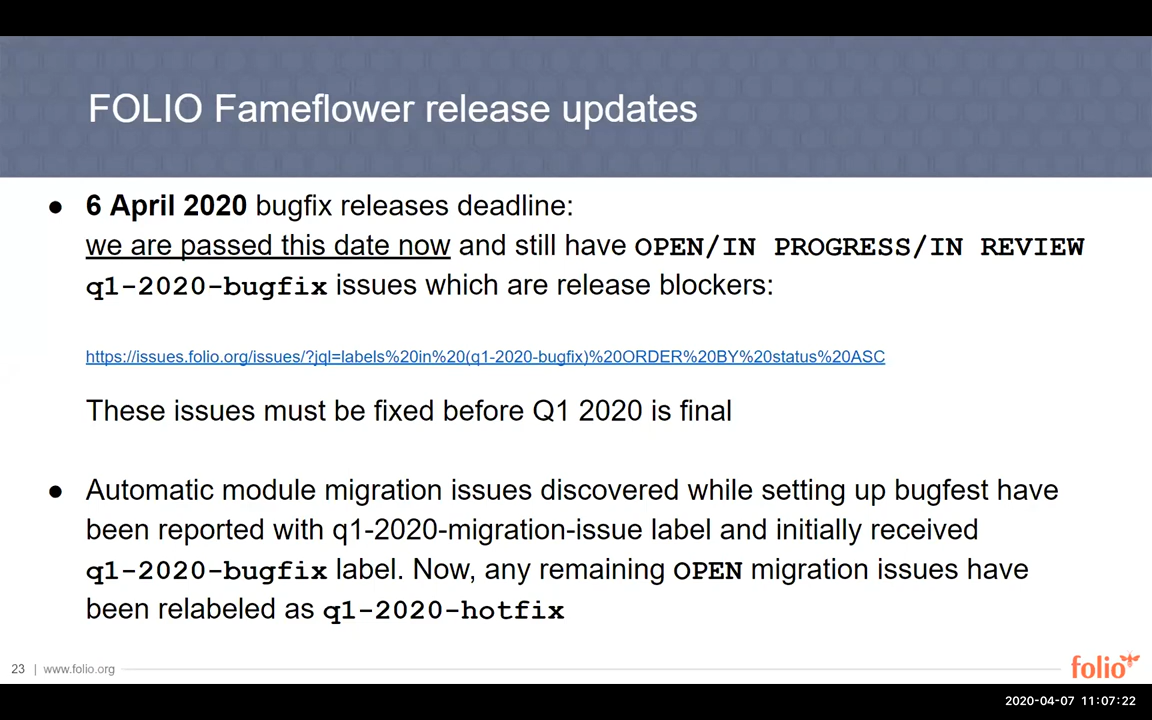 FOLIO Fameflower release updates
● 6 April 2020 bugfix releases deadline:
we are passed this date now and still have OPEN/IN PROGRESS/IN REVIEW
q1-2020-bugfix issues which are release blockers:
https://issues.folio.org/issues/?jql=labels%20in%20(q1-2020-bugfix)%20ORDER%20BY%20status%20ASC
These issues must be fixed before Q1 2020 is final
● Automatic module migration issues discovered while setting up bugfest have
been reported with q1-2020-migration-issue label and initially received
q1-2020-bugfix label. Now, any remaining OPEN migration issues have
been relabeled as q1-2020-hotfix
23 | www.folio.org
folio
2020-04-07 11:07:22